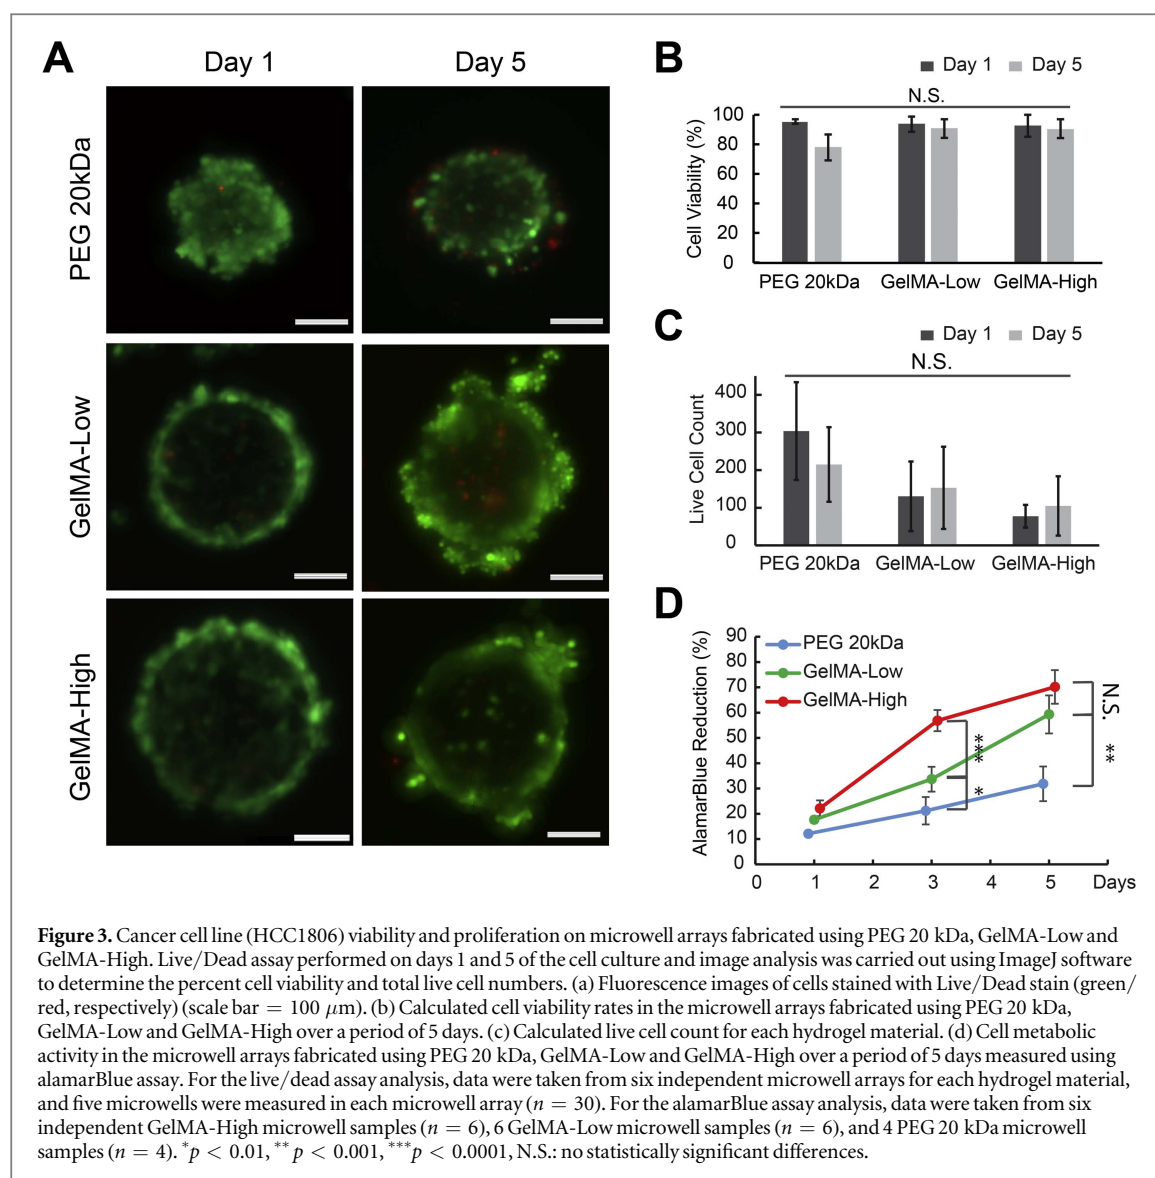 A
Day 1
Day 5
PEG 20kDa
GelMA-Low
GelMA-High
B
Day 1
Day 5
N.S.
Cell Viability (%)
100
80
60
40
20
0
PEG 20kDa
GelMA-Low
GelMA-High
C
Day 1
Day 5
N.S.
Live Cell Count
400
300
200
100
0
PEG 20kDa
GelMA-Low
GelMA-High
D
AlamarBlue Reduction (%)
90
80
70
60
50
40
30
20
10
0
PEG 20kDa
GelMA-Low
GelMA-High
***
*
N.S.
**
0 1 2 3 4 5 Days
Figure 3. Cancer cell line (HCC1806) viability and proliferation on microwell arrays fabricated using PEG 20 kDa, GelMA-Low and
GelMA-High. Live/Dead assay performed on days 1 and 5 of the cell culture and image analysis was carried out using ImageJ software
to determine the percent cell viability and total live cell numbers. (a) Fluorescence images of cells stained with Live/Dead stain (green/
red, respectively) (scale bar = 100 μm). (b) Calculated cell viability rates in the microwell arrays fabricated using PEG 20 kDa,
GelMA-Low and GelMA-High over a period of 5 days. (c) Calculated live cell count for each hydrogel material. (d) Cell metabolic
activity in the microwell arrays fabricated using PEG 20 kDa, GelMA-Low and GelMA-High over a period of 5 days measured using
alamarBlue assay. For the live/dead assay analysis, data were taken from six independent microwell arrays for each hydrogel material,
and five microwells were measured in each microwell array (n = 30). For the alamarBlue assay analysis, data were taken from six
independent GelMA-High microwell samples (n = 6), 6 GelMA-Low microwell samples (n = 6), and 4 PEG 20 kDa microwell
samples (n = 4). *p < 0.01, **p < 0.001, ***p < 0.0001, N.S.: no statistically significant differences.